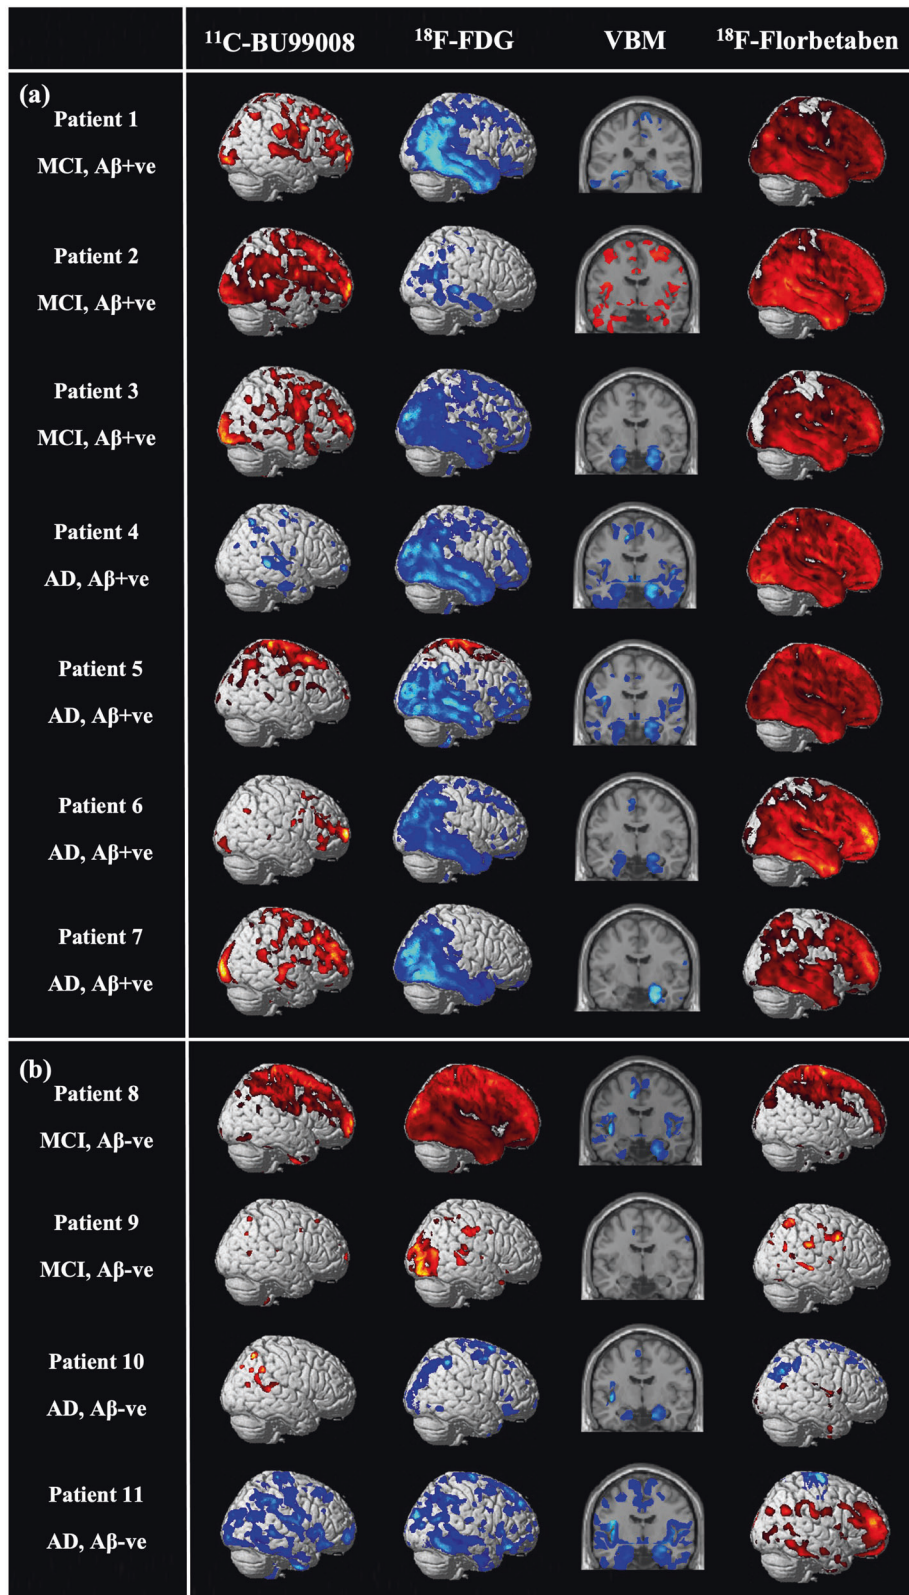 ¹¹C-BU99008 ¹⁸F-FDG VBM ¹⁸F-Florbetaben
(a)
Patient 1
MCI, Aβ+ve
Patient 2
MCI, Aβ+ve
Patient 3
MCI, Aβ+ve
Patient 4
AD, Aβ+ve
Patient 5
AD, Aβ+ve
Patient 6
AD, Aβ+ve
Patient 7
AD, Aβ+ve
(b)
Patient 8
MCI, Aβ-ve
Patient 9
MCI, Aβ-ve
Patient 10
AD, Aβ-ve
Patient 11
AD, Aβ-ve